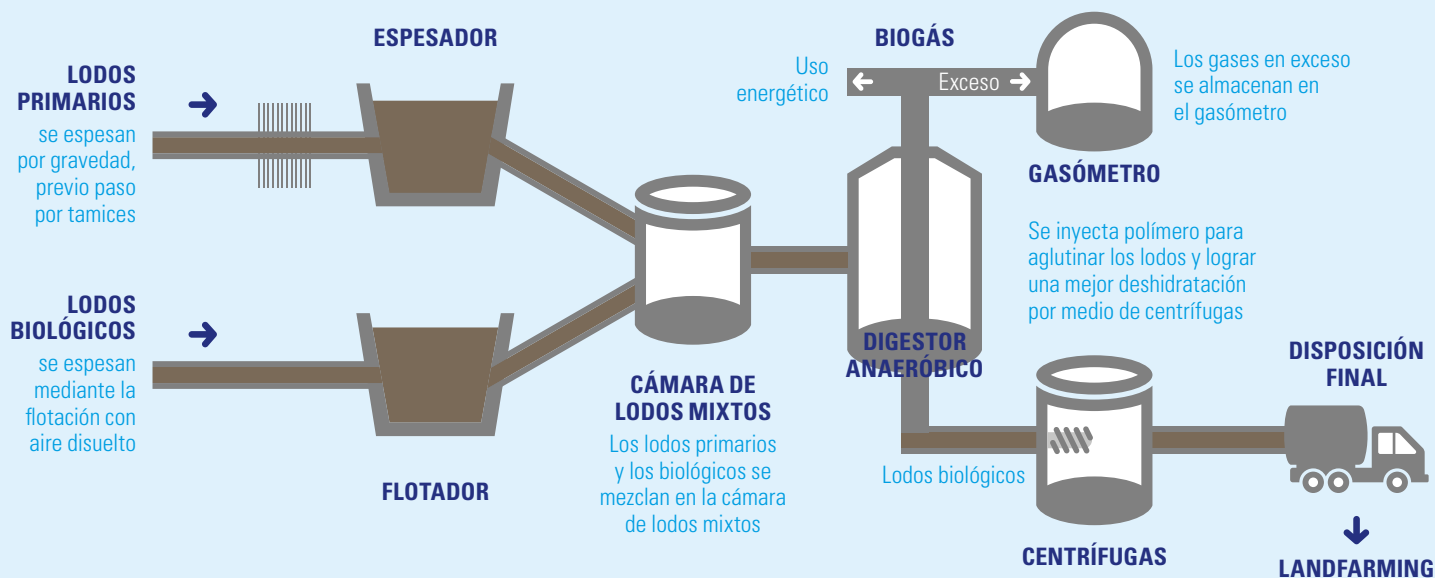 ESPESADOR
LODOS
PRIMARIOS
se espesan
por gravedad,
previo paso
por tamices
LODOS
BIOLÓGICOS
se espesan
mediante la
flotación con
aire disuelto
FLOTADOR
CÁMARA DE
LODOS MIXTOS
Los lodos primarios
y los biológicos se
mezclan en la cámara
de lodos mixtos
BIOGÁS
Uso
energético
Exceso
Los gases en exceso
se almacenan en
el gasómetro
GASÓMETRO
DIGESTOR
ANAERÓBICO
Se inyecta polímero para
aglutinar los lodos y lograr
una mejor deshidratación
por medio de centrífugas
Lodos biológicos
CENTRÍFUGAS
DISPOSICIÓN
FINAL
LANDFARMING